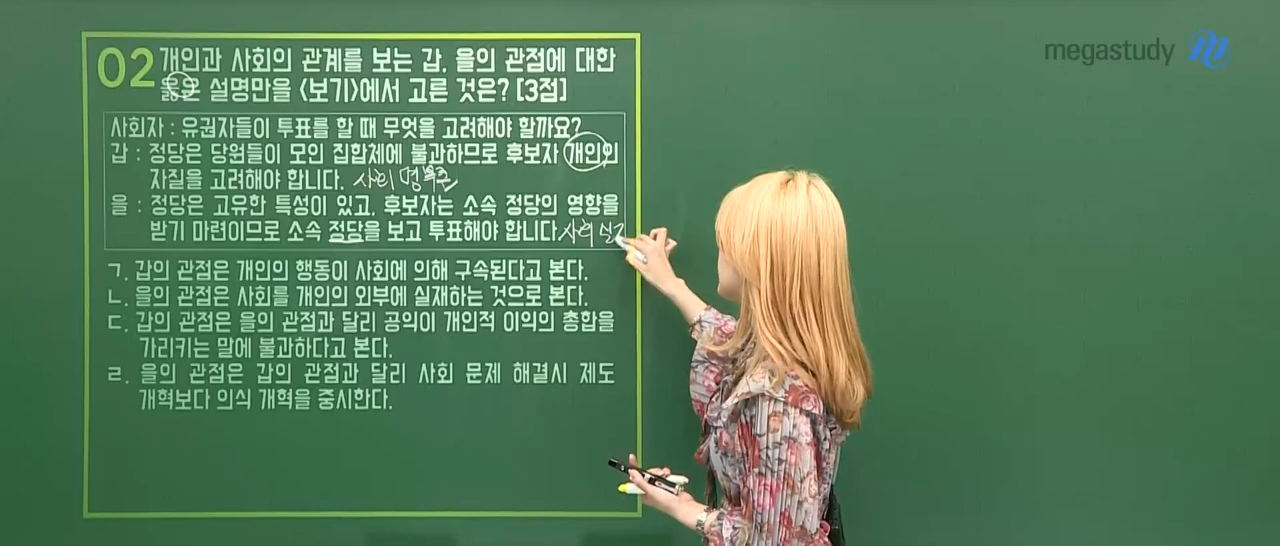 megastudy
02 개인과 사회의 관계를 보는 갑, 을의 관점에 대한
옳은 설명만을 <보기>에서 고른 것은? [3점]
사회자 : 유권자들이 투표를 할 때 무엇을 고려해야 할까요?
갑 : 정당은 당원들이 모인 집합체에 불과하므로 후보자 개인의
자질을 고려해야 합니다. 사회 명목론
을 : 정당은 고유한 특성이 있고, 후보자는 소속 정당의 영향을
받기 마련이므로 소속 정당을 보고 투표해야 합니다. 사회 실
ㄱ. 갑의 관점은 개인의 행동이 사회에 의해 구속된다고 본다.
ㄴ. 을의 관점은 사회를 개인의 외부에 실재하는 것으로 본다.
ㄷ. 갑의 관점은 을의 관점과 달리 공익이 개인적 이익의 총합을
가리키는 말에 불과하다고 본다.
ㄹ. 을의 관점은 갑의 관점과 달리 사회 문제 해결시 제도
개혁보다 의식 개혁을 중시한다.